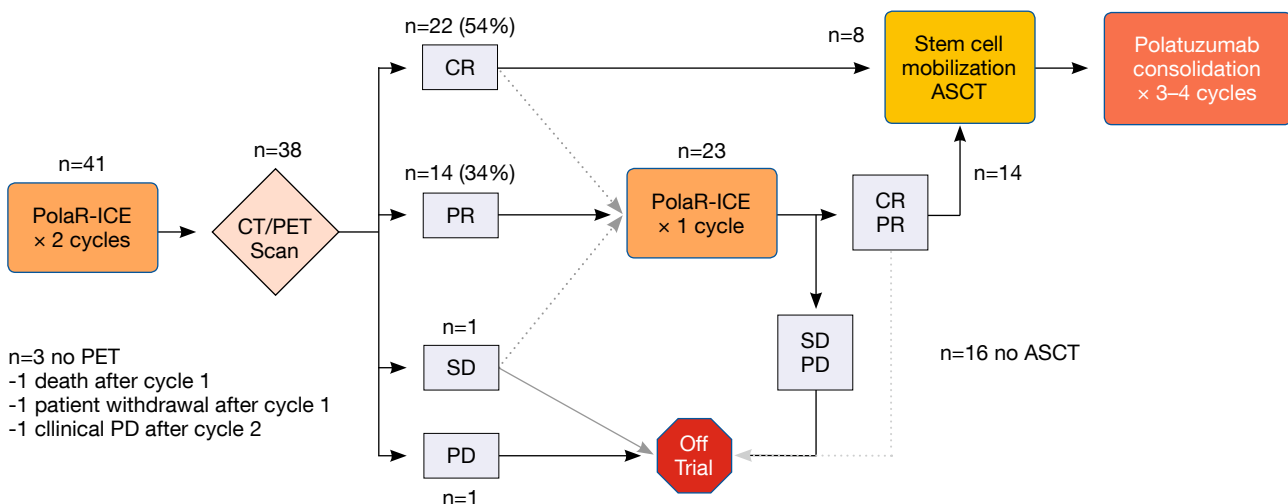 n=41
PolaR-ICE
× 2 cycles
n=38
CT/PET
Scan
n=3 no PET
-1 death after cycle 1
-1 patient withdrawal after cycle 1
-1 cllinical PD after cycle 2
n=22 (54%)
CR
n=14 (34%)
PR
n=1
SD
PD
n=1
n=23
PolaR-ICE
× 1 cycle
Off
Trial
n=8
Stem cell
mobilization
ASCT
Polatuzumab
consolidation
× 3–4 cycles
n=14
CR
PR
SD
PD
n=16 no ASCT